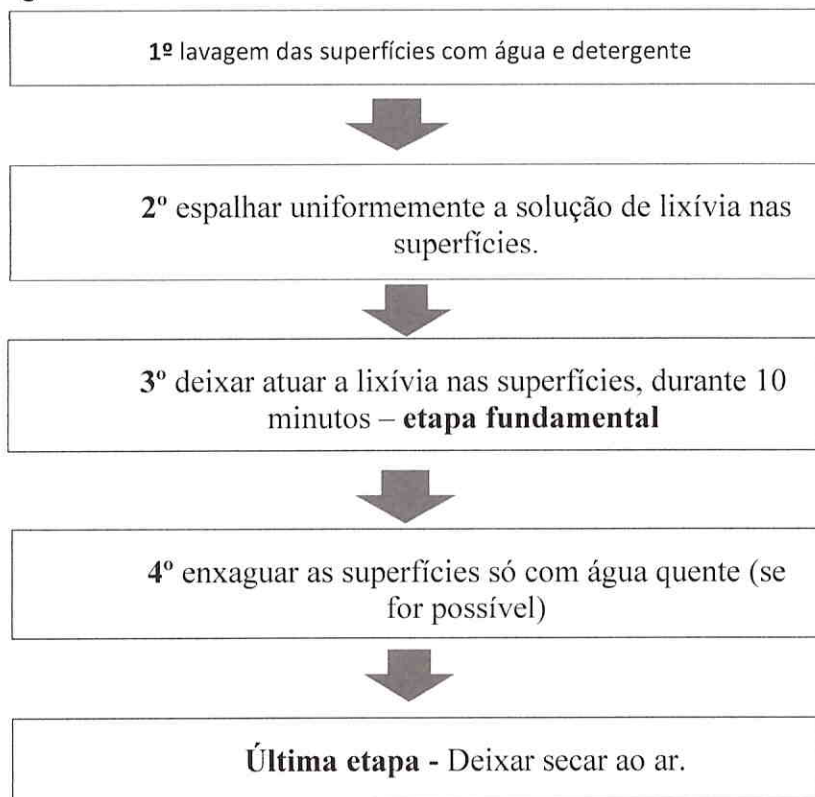 1º lavagem das superfícies com água e detergente
2º espalhar uniformemente a solução de lixívia nas
superfícies.
3º deixar atuar a lixívia nas superfícies, durante 10
minutos – etapa fundamental
4º enxaguar as superfícies só com água quente (se
for possível)
Última etapa - Deixar secar ao ar.